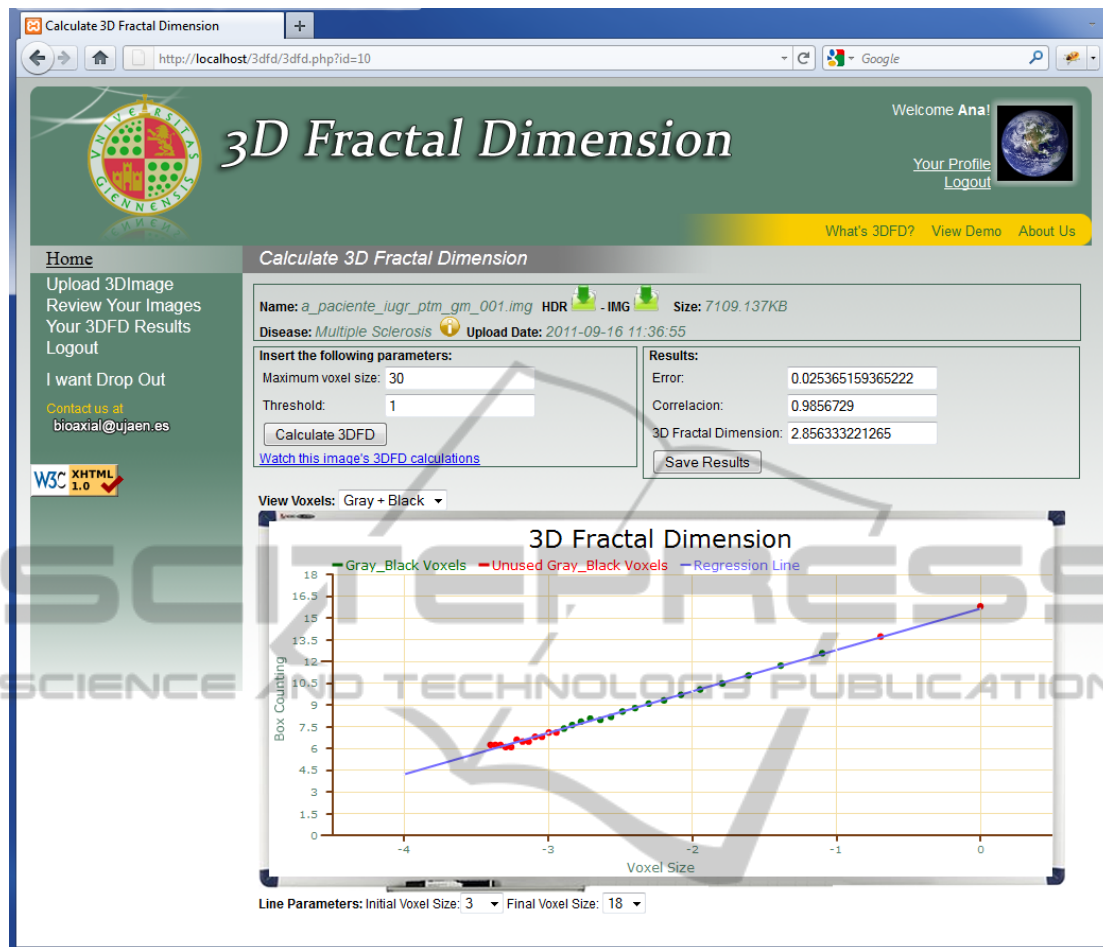 Calculate 3D Fractal Dimension
http://localhost/3dfd/3dfd.php?id=10
Google
VNIVERSITAS GIENNENSIS
3D Fractal Dimension
Welcome Ana!
Your Profile
Logout
What's 3DFD? View Demo About Us
Home
Upload 3DImage
Review Your Images
Your 3DFD Results
Logout
I want Drop Out
Contact us at
bioaxial@ujaen.es
W3C XHTML 1.0
Calculate 3D Fractal Dimension
Name: a_paciente_iugr_ptm_gm_001.img HDR - IMG Size: 7109.137KB
Disease: Multiple Sclerosis Upload Date: 2011-09-16 11:36:55
Insert the following parameters:
Maximum voxel size: 30
Threshold: 1
Calculate 3DFD
Watch this image's 3DFD calculations
Results:
Error: 0.025365159365222
Correlacion: 0.9856729
3D Fractal Dimension: 2.856333221265
Save Results
View Voxels: Gray + Black
3D Fractal Dimension
Gray_Black Voxels Unused Gray_Black Voxels Regression Line
18
16.5
15
13.5
12
10.5
9
7.5
6
4.5
3
1.5
0
Box Counting
-4 -3 -2 -1 0
Voxel Size
Line Parameters: Initial Voxel Size: 3 Final Voxel Size: 18
SCITEPRESS
SCIENCE AND TECHNOLOGY PUBLICATION